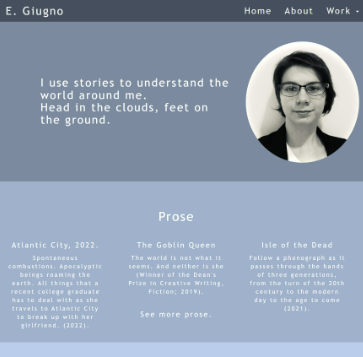 E. Giugno
Home About Work
I use stories to understand the
world around me.
Head in the clouds, feet on
the ground.
Prose
Atlantic City, 2022.
Spontaneous
combustions. Apocalyptic
beings roaming the
earth. All things that a
recent college graduate
has to deal with as she
travels to Atlantic City
to break up with her
girlfriend. (2022).
The Goblin Queen
The world is not what it
seems. And neither is she
(Winner of the Dean's
Prize in Creative Writing,
Fiction; 2019).
See more prose.
Isle of the Dead
Follow a phonograph as it
passes through the hands
of three generations,
from the turn of the 20th
century to the modern
day to the age to come
(2021).